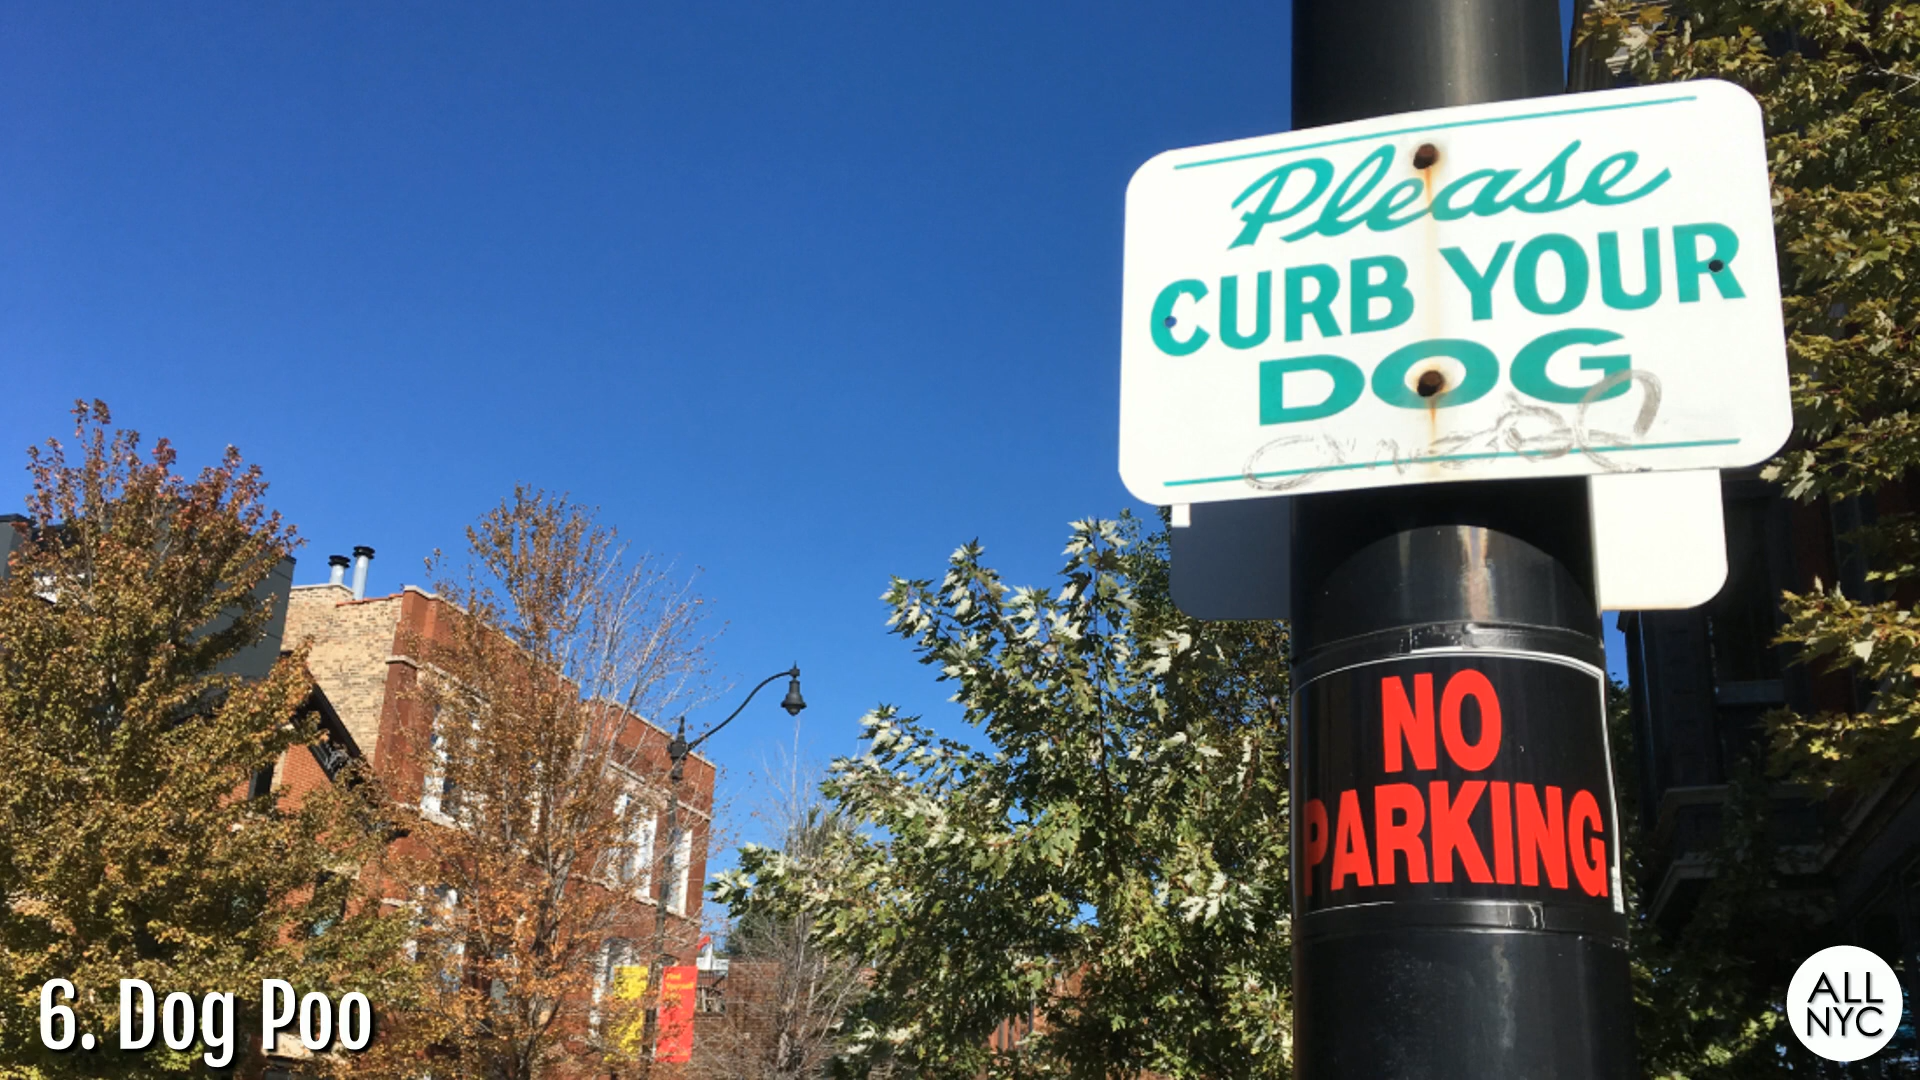 Please
CURB YOUR
DOG
NO
PARKING
6. Dog Poo
ALL
NYC